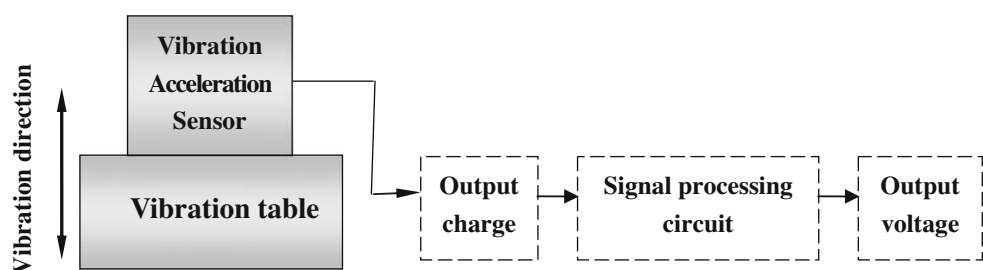 Vibration
Acceleration
Sensor
Vibration direction
Vibration table
Output
charge
Signal processing
circuit
Output
voltage